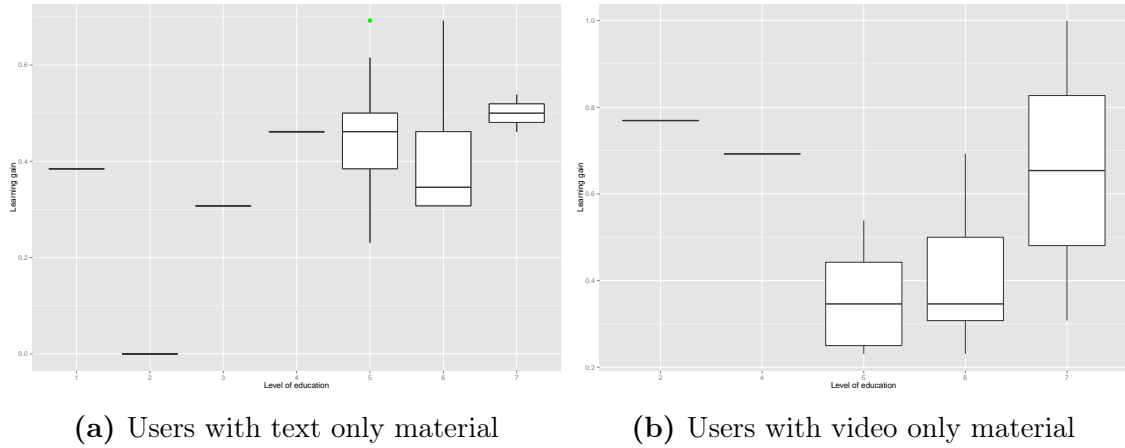 0.6
0.4
0.2
0.0
Learning gain
1 2 3 4 5 6 7
Level of education
(a) Users with text only material
1.0
0.8
0.6
0.4
0.2
Learning gain
2 4 5 6 7
Level of education
(b) Users with video only material